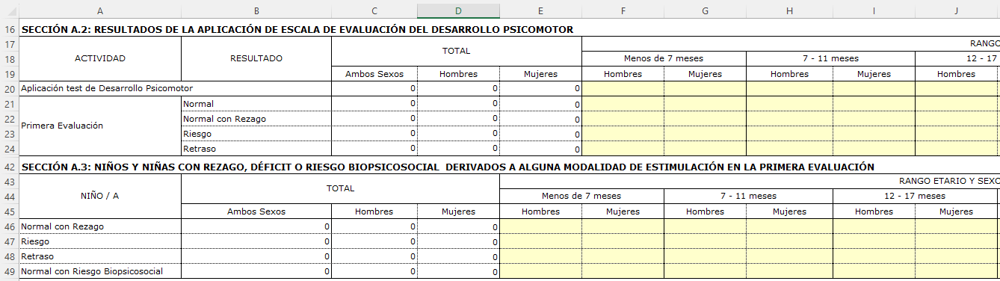 A B C D E F G H I J
16 SECCIÓN A.2: RESULTADOS DE LA APLICACIÓN DE ESCALA DE EVALUACIÓN DEL DESARROLLO PSICOMOTOR
17 ACTIVIDAD RESULTADO TOTAL RANGO
18 Menos de 7 meses 7 - 11 meses 12 - 17
19 Ambos Sexos Hombres Mujeres Hombres Mujeres Hombres Mujeres Hombres
20 Aplicación test de Desarrollo Psicomotor 0 0 0
21 Primera Evaluación Normal 0 0 0
22 Normal con Rezago 0 0 0
23 Riesgo 0 0 0
24 Retraso 0 0 0
42 SECCIÓN A.3: NIÑOS Y NIÑAS CON REZAGO, DÉFICIT O RIESGO BIOPSICOSOCIAL DERIVADOS A ALGUNA MODALIDAD DE ESTIMULACIÓN EN LA PRIMERA EVALUACIÓN
43 NIÑO / A TOTAL RANGO ETARIO Y SEXO
44 Menos de 7 meses 7 - 11 meses 12 - 17 meses
45 Ambos Sexos Hombres Mujeres Hombres Mujeres Hombres Mujeres Hombres Mujeres
46 Normal con Rezago 0 0 0
47 Riesgo 0 0 0
48 Retraso 0 0 0
49 Normal con Riesgo Biopsicosocial 0 0 0